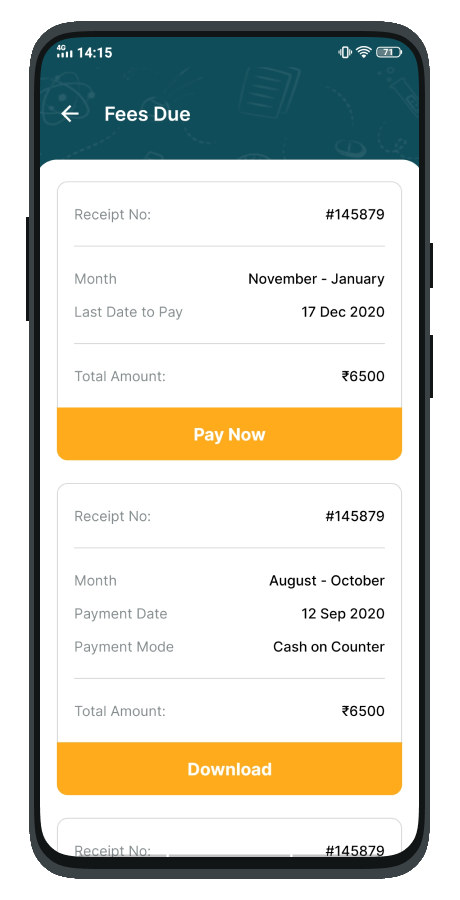 4G 14:15 71
Fees Due
Receipt No: #145879
Month November - January
Last Date to Pay 17 Dec 2020
Total Amount: ₹6500
Pay Now
Receipt No: #145879
Month August - October
Payment Date 12 Sep 2020
Payment Mode Cash on Counter
Total Amount: ₹6500
Download
Receipt No: #145879